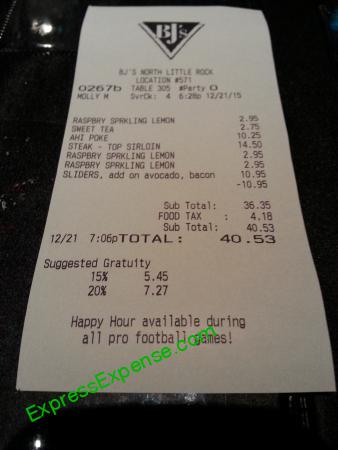 BJ's
BJ'S NORTH LITTLE ROCK
LOCATION #571
0267b TABLE 305 #Party 0
MOLLY M SvrCk: 4 6:28p 12/21/15
RASPBRY SPRKLING LEMON 2.95
SWEET TEA 2.75
AHI POKE 10.25
STEAK - TOP SIRLOIN 14.50
RASPBRY SPRKLING LEMON 2.95
RASPBRY SPRKLING LEMON 2.95
SLIDERS, add on avocado, bacon 10.95
-10.95
Sub Total: 36.35
FOOD TAX : 4.18
Sub Total: 40.53
12/21 7:06p TOTAL: 40.53
Suggested Gratuity
15% 5.45
20% 7.27
Happy Hour available during
all pro football games!
ExpressExpense.com